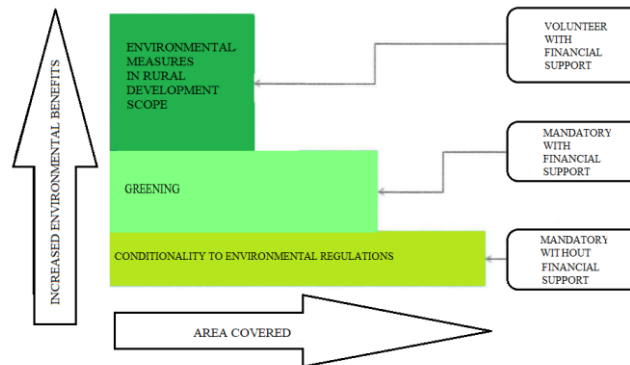 INCREASED ENVIRONMENTAL BENEFITS
ENVIRONMENTAL
MEASURES
IN RURAL
DEVELOPMENT
SCOPE
VOLUNTEER
WITH
FINANCIAL
SUPPORT
GREENING
MANDATORY
WITH
FINANCIAL
SUPPORT
CONDITIONALITY TO ENVIRONMENTAL REGULATIONS
MANDATORY
WITHOUT
FINANCIAL
SUPPORT
AREA COVERED